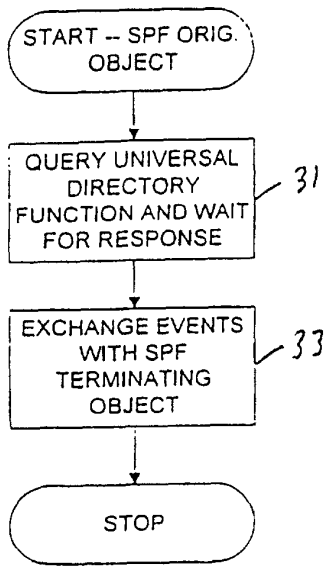 START -- SPF ORIG.
OBJECT
QUERY UNIVERSAL
DIRECTORY
FUNCTION AND WAIT
FOR RESPONSE
31
EXCHANGE EVENTS
WITH SPF
TERMINATING
OBJECT
33
STOP